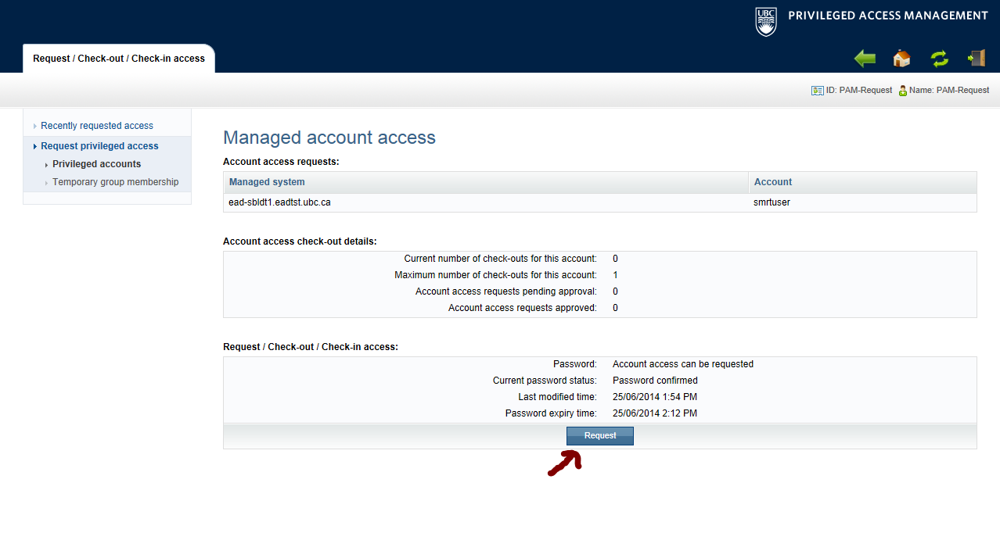 UBC
PRIVILEGED ACCESS MANAGEMENT
Request / Check-out / Check-in access
ID: PAM-Request Name: PAM-Request
Recently requested access
Request privileged access
Privileged accounts
Temporary group membership
Managed account access
Account access requests:
Managed system Account
ead-sbldt1.eadtst.ubc.ca smrtuser
Account access check-out details:
Current number of check-outs for this account: 0
Maximum number of check-outs for this account: 1
Account access requests pending approval: 0
Account access requests approved: 0
Request / Check-out / Check-in access:
Password: Account access can be requested
Current password status: Password confirmed
Last modified time: 25/06/2014 1:54 PM
Password expiry time: 25/06/2014 2:12 PM
Request